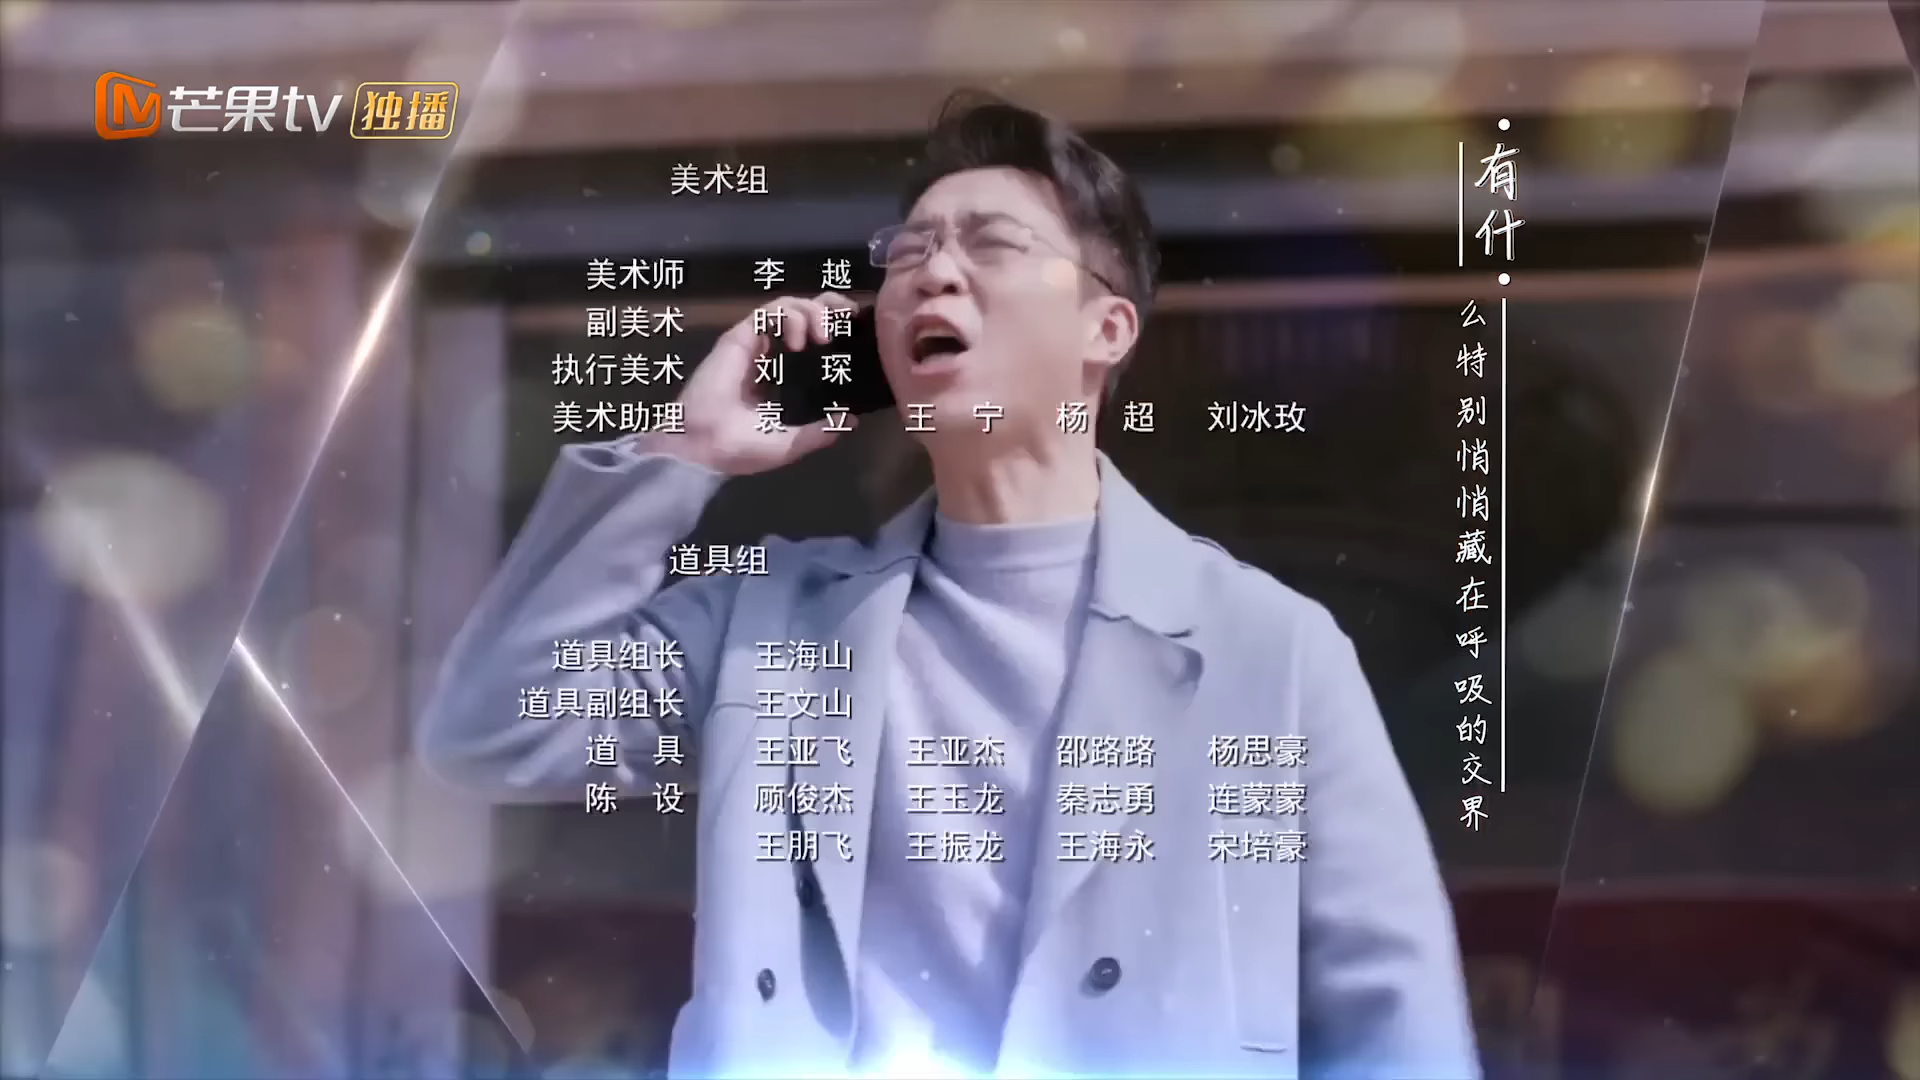 芒果tv 独播
美术组
美术师 李 越
副美术 时 韬
执行美术 刘 琛
美术助理 袁 立 王 宁 杨 超 刘冰玫
道具组
道具组长 王海山
道具副组长 王文山
道 具 王亚飞 王亚杰 邵路路 杨思豪
陈 设 顾俊杰 王玉龙 秦志勇 连蒙蒙
王朋飞 王振龙 王海永 宋培豪
有什
么特别悄悄藏在呼吸的交界